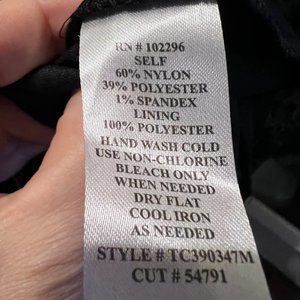 RN # 102296
SELF
60% NYLON
39% POLYESTER
1% SPANDEX
LINING
100% POLYESTER
HAND WASH COLD
USE NON-CHLORINE
BLEACH ONLY
WHEN NEEDED
DRY FLAT
COOL IRON
AS NEEDED
STYLE # TC390347M
CUT # 54791